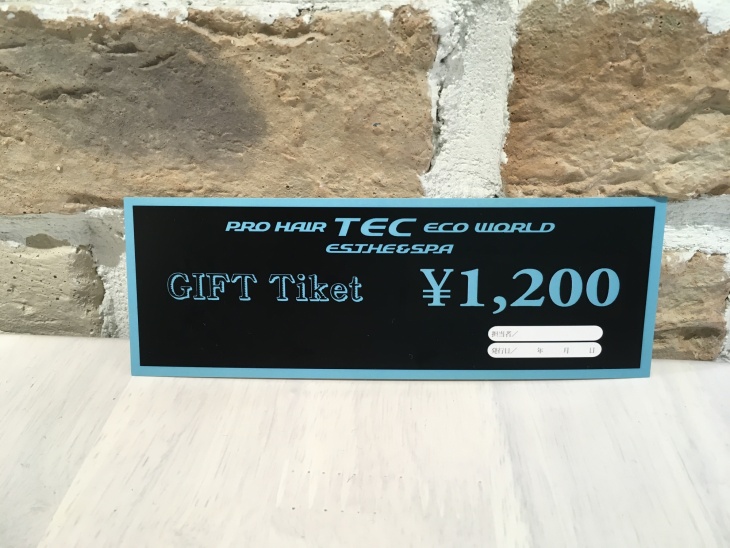 PRO HAIR TEC ECO WORLD
ESTHE&SPA
GIFT Tiket ¥1,200
担当者／
発行日／ 年 月 日